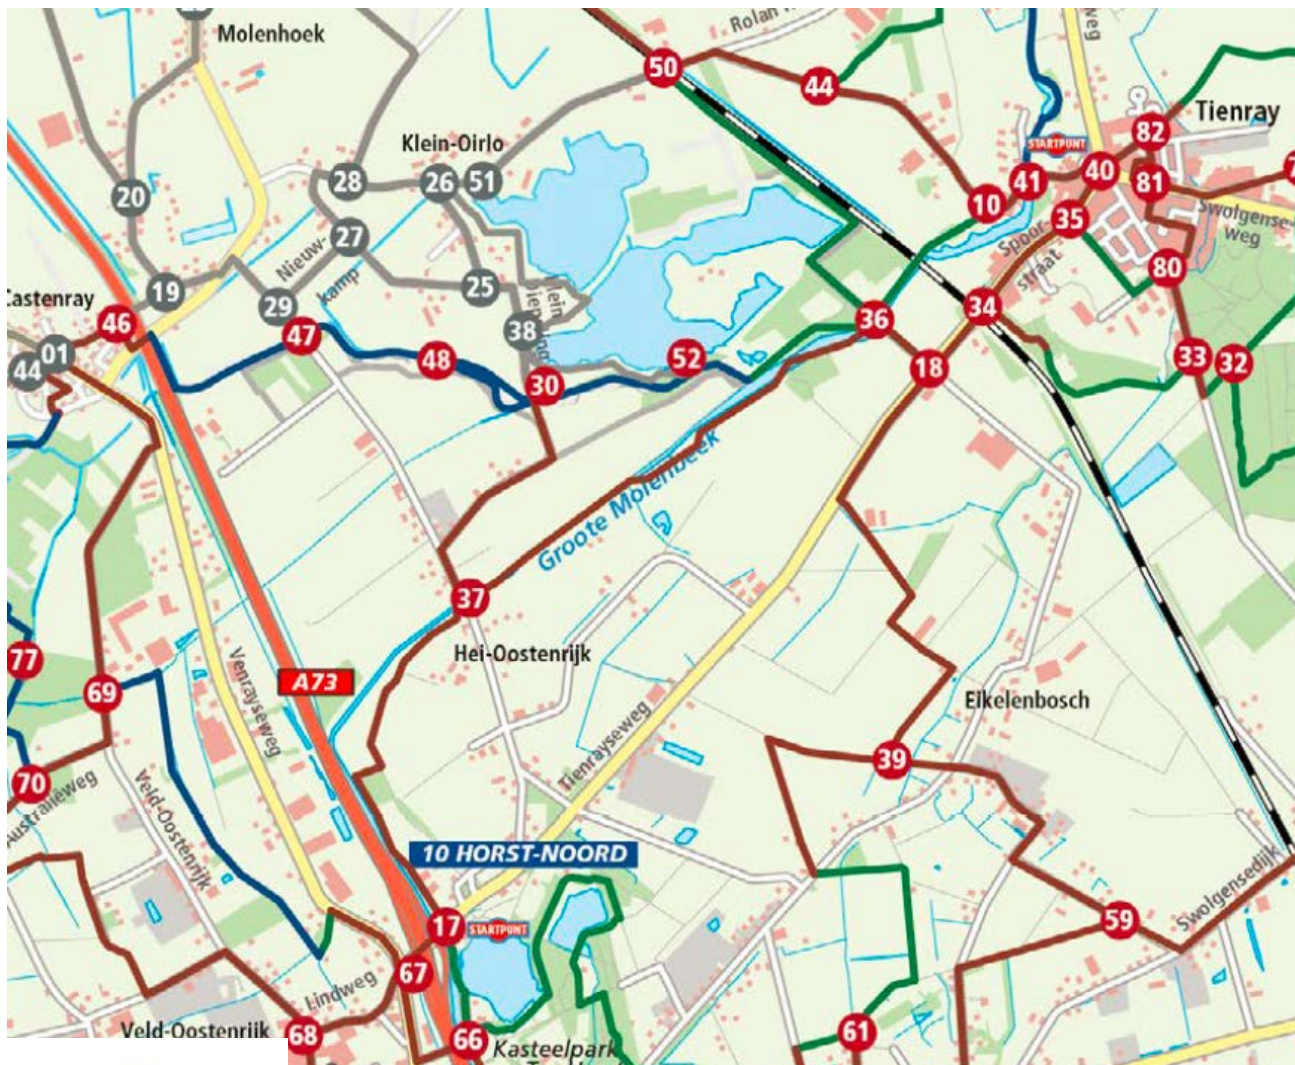 Molenhoek
50
44
Tienray
82
STARTPUNT
Klein-Oirlo
28
26
51
41
40
81
20
10
35
Swolgense-
weg
27
Nieuw-
kamp
Spoor-
straat
80
25
19
29
Castenray
46
47
38
36
34
01
44
48
52
30
18
33
32
Groote Molenbeek
37
Hei-Oostenrijk
77
A73
69
Venrayseweg
Eikelenbosch
Tienrayseweg
39
70
Australiëweg
Veld-Oostenrijk
10 HORST-NOORD
Swolgensedijk
17
STARTPUNT
59
67
Lindweg
Veld-Oostenrijk
68
66
61
Kasteelpark